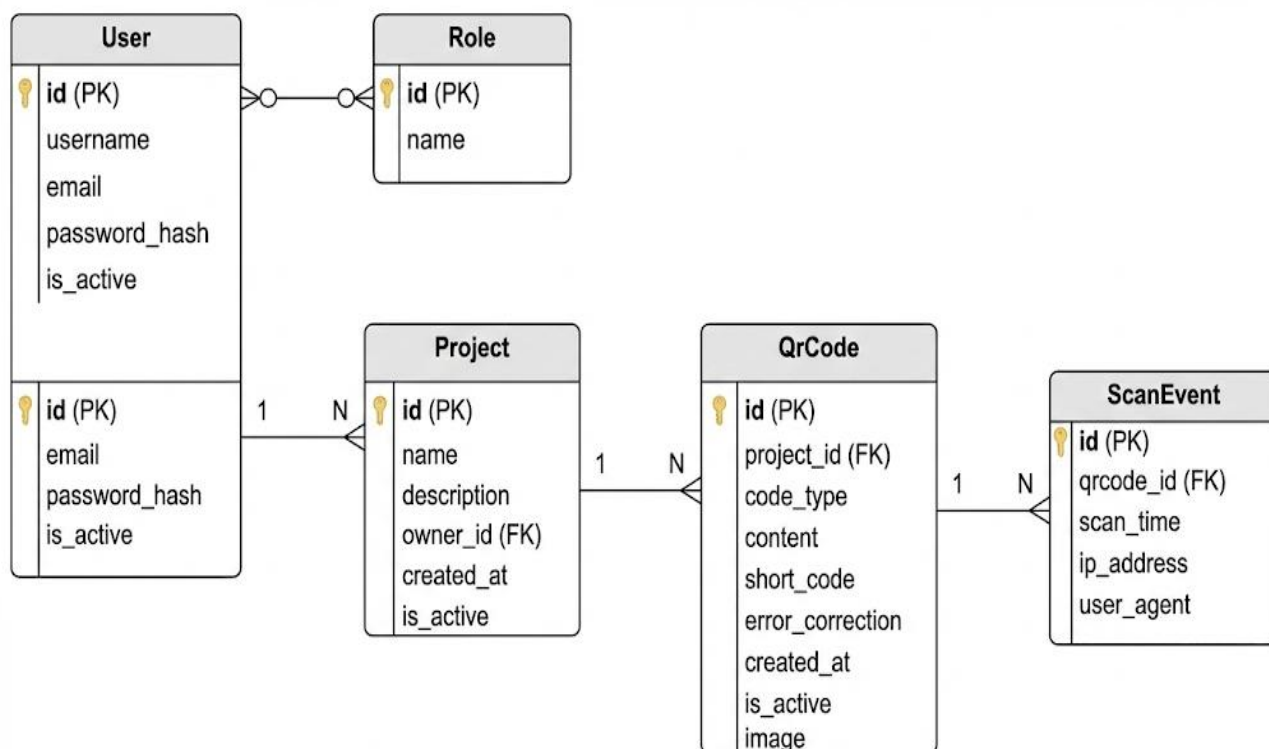 User
id (PK)
username
email
password_hash
is_active
id (PK)
email
password_hash
is_active
Role
id (PK)
name
1 N
Project
id (PK)
name
description
owner_id (FK)
created_at
is_active
1 N
QrCode
id (PK)
project_id (FK)
code_type
content
short_code
error_correction
created_at
is_active
image
1 N
ScanEvent
id (PK)
qrcode_id (FK)
scan_time
ip_address
user_agent